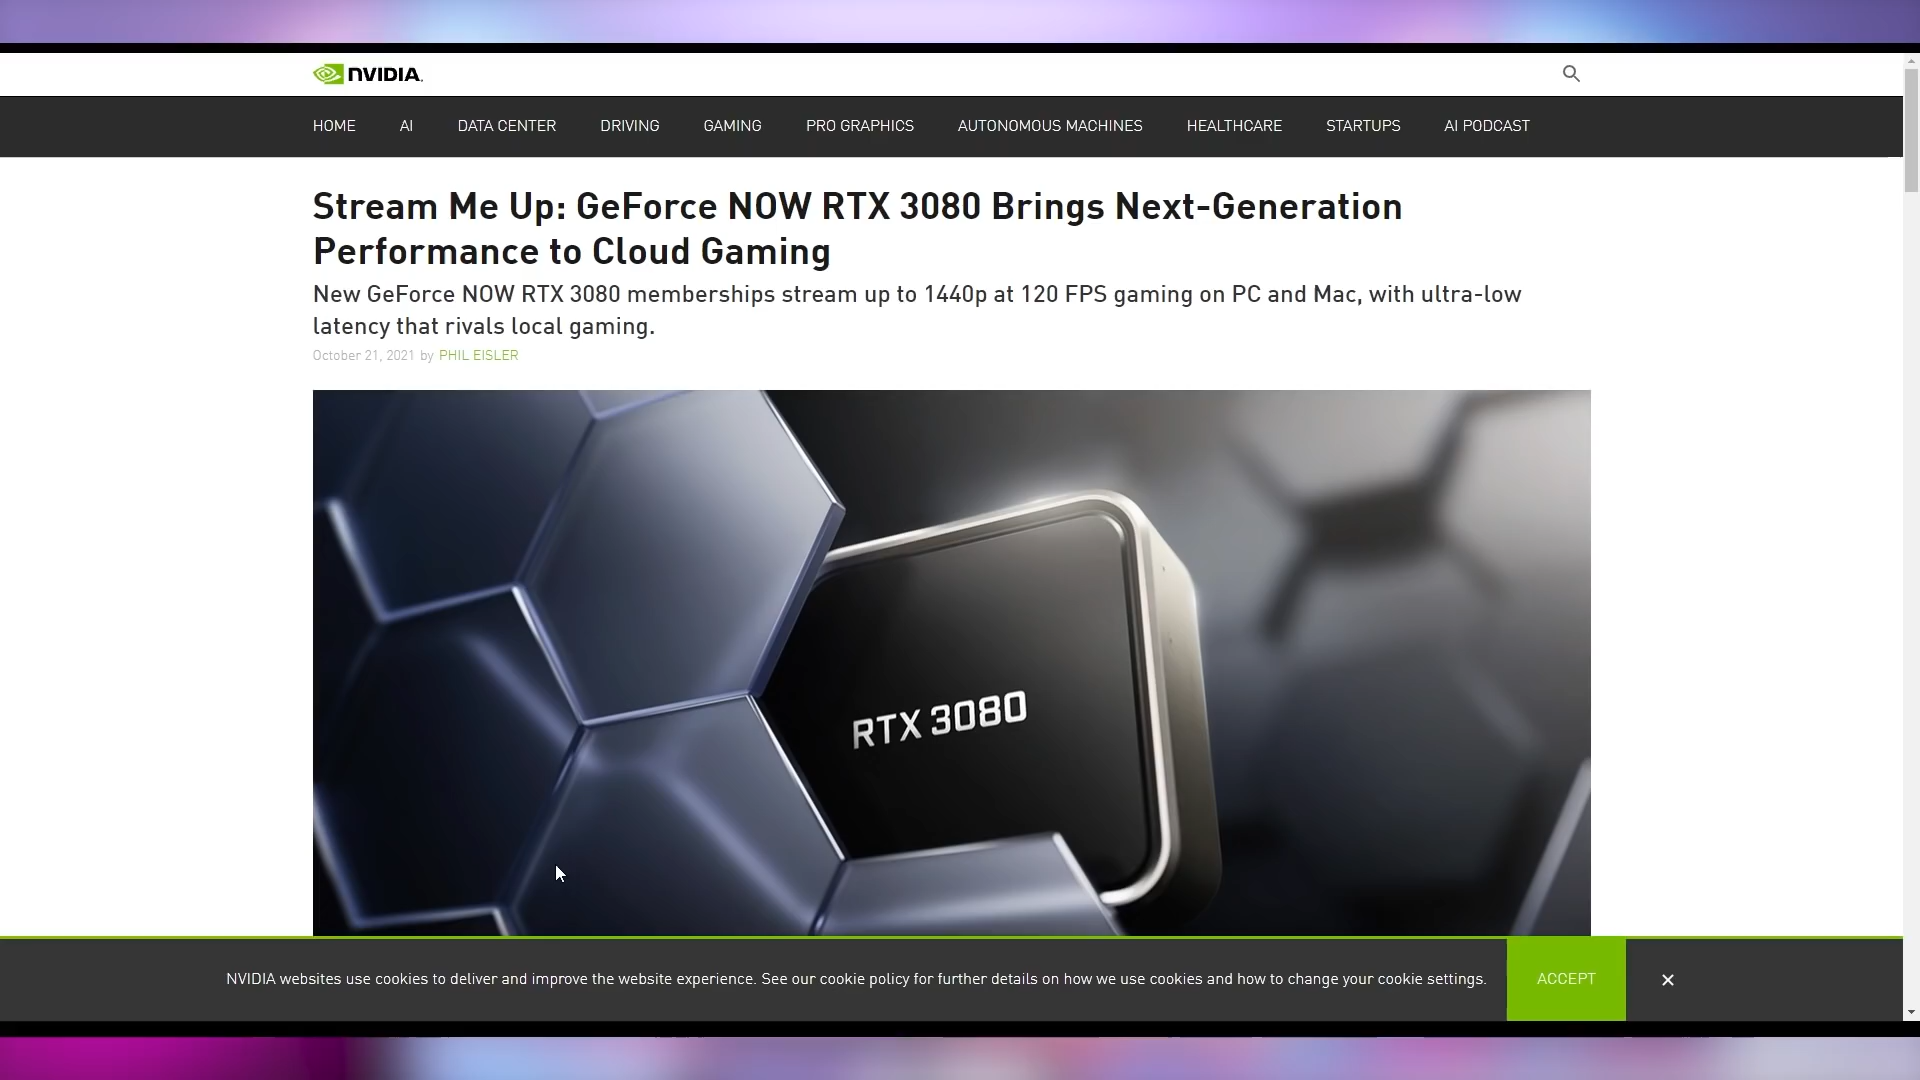 NVIDIA.
HOME AI DATA CENTER DRIVING GAMING PRO GRAPHICS AUTONOMOUS MACHINES HEALTHCARE STARTUPS AI PODCAST
Stream Me Up: GeForce NOW RTX 3080 Brings Next-Generation
Performance to Cloud Gaming
New GeForce NOW RTX 3080 memberships stream up to 1440p at 120 FPS gaming on PC and Mac, with ultra-low
latency that rivals local gaming.
October 21, 2021 by PHIL EISLER
RTX 3080
NVIDIA websites use cookies to deliver and improve the website experience. See our cookie policy for further details on how we use cookies and how to change your cookie settings. ACCEPT